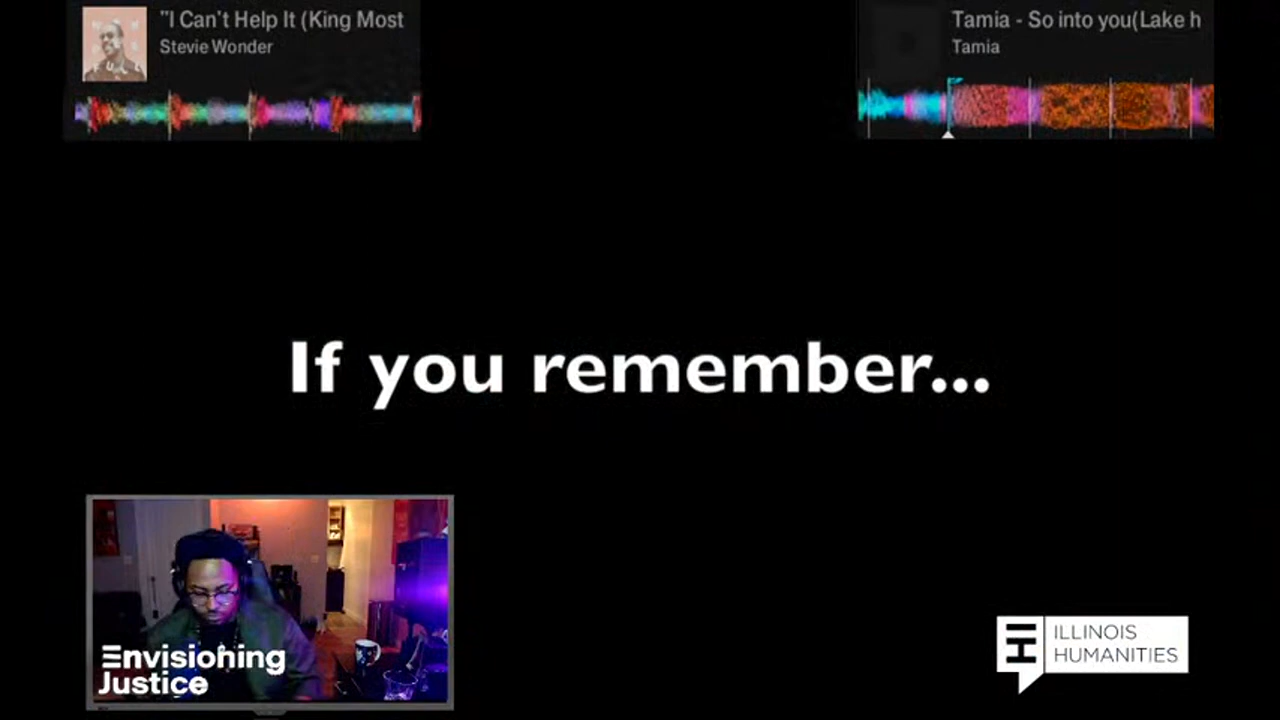 "I Can't Help It (King Most
Stevie Wonder
Tamia - So into you(Lake h
Tamia
If you remember...
Envisioning
Justice
ILLINOIS
HUMANITIES